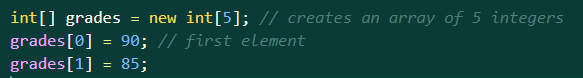 int[] grades = new int[5]; // creates an array of 5 integers
grades[0] = 90; // first element
grades[1] = 85;